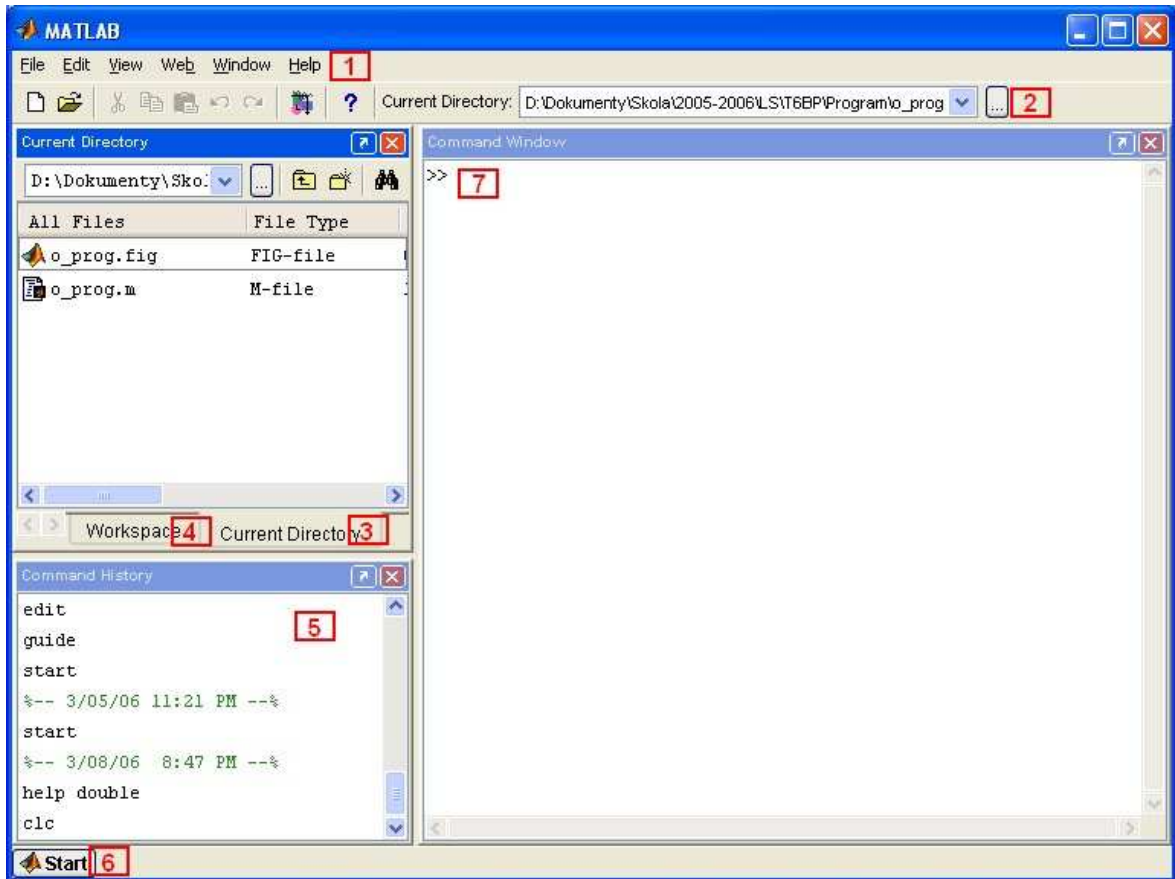 MATLAB
File Edit View Web Window Help 1
? Current Directory: D:\Dokumenty\Skola\2005-2006\LS\T6BP\Program\o_prog ... 2
Current Directory
D:\Dokumenty\Sko ...
All Files File Type
o_prog.fig FIG-file
o_prog.m M-file
Workspace 4 Current Directory 3
Command History
edit
guide
5
start
%-- 3/05/06 11:21 PM --%
start
%-- 3/08/06 8:47 PM --%
help double
clc
Start 6
Command Window
>> 7